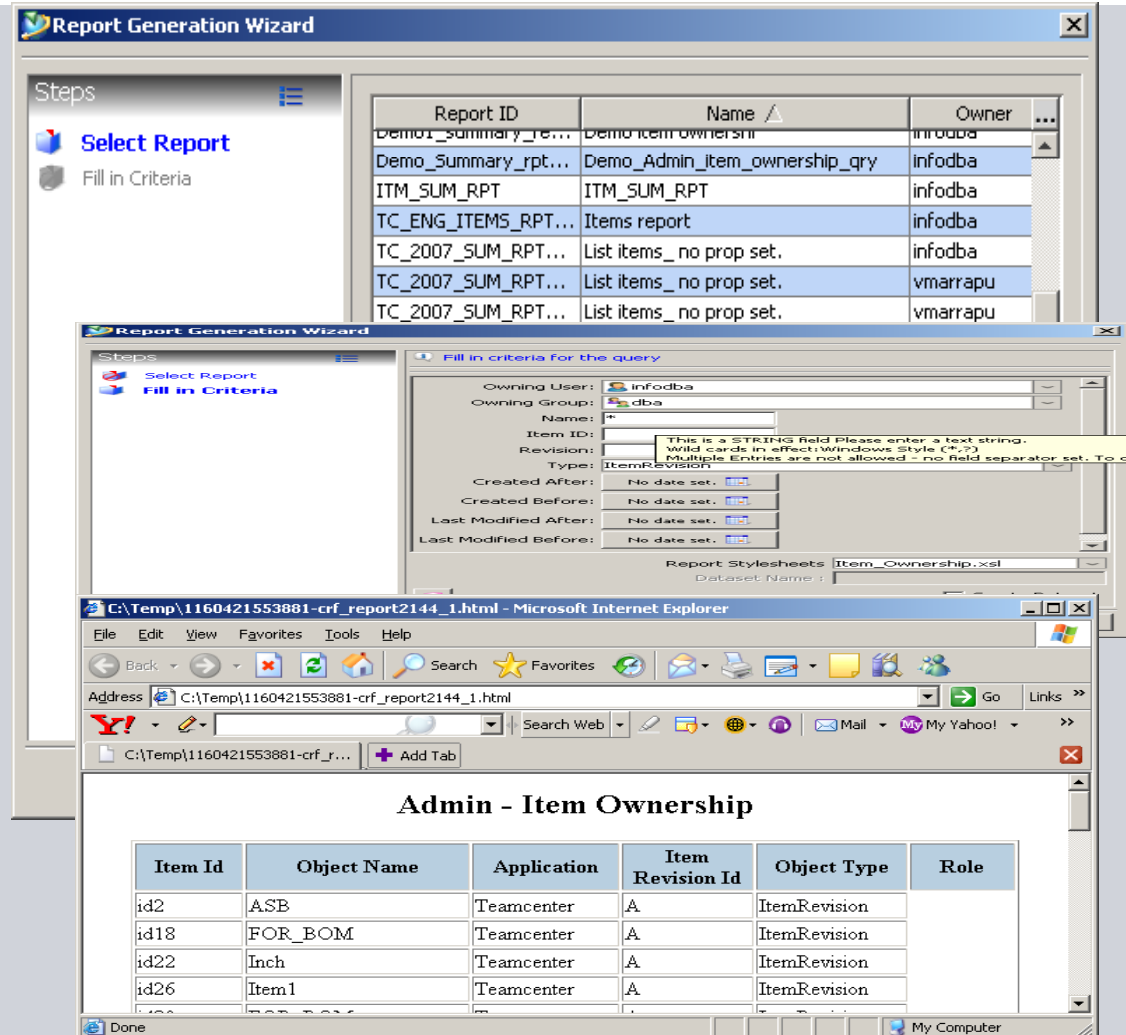 Report Generation Wizard
Steps
Select Report
Fill in Criteria
Report ID Name Owner ...
Demo1_summary_re... Demo item ownershi infodba
Demo_Summary_rpt... Demo_Admin_item_ownership_qry infodba
ITM_SUM_RPT ITM_SUM_RPT infodba
TC_ENG_ITEMS_RPT... Items report infodba
TC_2007_SUM_RPT... List items_ no prop set. infodba
TC_2007_SUM_RPT... List items_ no prop set. vmarrapu
TC_2007_SUM_RPT... List items_ no prop set. vmarrapu
Report Generation Wizard
Steps
Select Report
Fill in Criteria
Fill in criteria for the query
Owning User: infodba
Owning Group: dba
Name: *
Item ID:
Revision:
This is a STRING field Please enter a text string.
Wild cards in effect:Windows Style (*,?)
Multiple Entries are not allowed - no field separator set. To
Type: ItemRevision
Created After: No date set.
Created Before: No date set.
Last Modified After: No date set.
Last Modified Before: No date set.
Report Stylesheets Item_Ownership.xsl
Dataset Name :
C:\Temp\1160421553881-crf_report2144_1.html - Microsoft Internet Explorer
File Edit View Favorites Tools Help
Back Search Favorites
Address C:\Temp\1160421553881-crf_report2144_1.html Go Links »
Y! Search Web Mail My Yahoo! »
C:\Temp\1160421553881-crf_r... Add Tab
Admin - Item Ownership
Item Id Object Name Application Item Revision Id Object Type Role
id2 ASB Teamcenter A ItemRevision
id18 FOR_BOM Teamcenter A ItemRevision
id22 Inch Teamcenter A ItemRevision
id26 Item1 Teamcenter A ItemRevision
Done My Computer